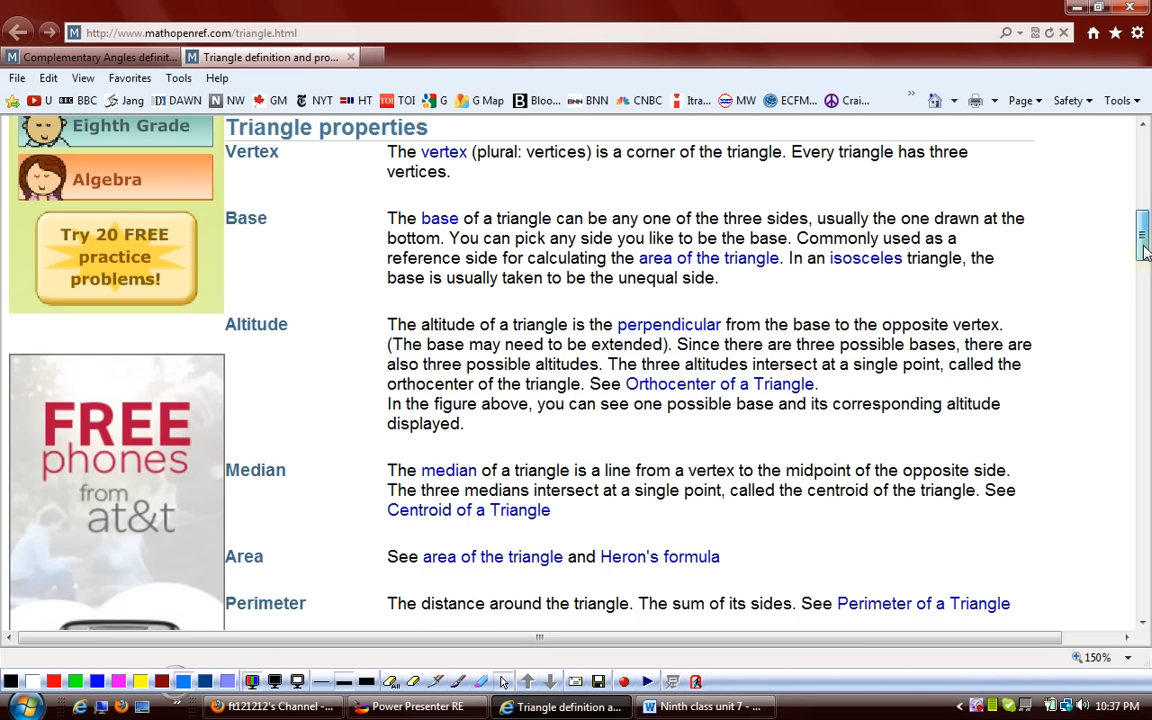 http://www.mathopenref.com/triangle.html
Complementary Angles definit...
Triangle definition and pro...
File Edit View Favorites Tools Help
U BBC Jang DAWN NW GM NYT HT TOI G G Map Bloo... BNN CNBC Itra... MW ECFM... Crai... Page Safety Tools
Eighth Grade
Algebra
Try 20 FREE
practice
problems!
FREE
phones
from
at&t
Triangle properties
Vertex The vertex (plural: vertices) is a corner of the triangle. Every triangle has three
vertices.
Base The base of a triangle can be any one of the three sides, usually the one drawn at the
bottom. You can pick any side you like to be the base. Commonly used as a
reference side for calculating the area of the triangle. In an isosceles triangle, the
base is usually taken to be the unequal side.
Altitude The altitude of a triangle is the perpendicular from the base to the opposite vertex.
(The base may need to be extended). Since there are three possible bases, there are
also three possible altitudes. The three altitudes intersect at a single point, called the
orthocenter of the triangle. See Orthocenter of a Triangle.
In the figure above, you can see one possible base and its corresponding altitude
displayed.
Median The median of a triangle is a line from a vertex to the midpoint of the opposite side.
The three medians intersect at a single point, called the centroid of the triangle. See
Centroid of a Triangle
Area See area of the triangle and Heron's formula
Perimeter The distance around the triangle. The sum of its sides. See Perimeter of a Triangle
150%
ft121212's Channel -... Power Presenter RE Triangle definition a... Ninth class unit 7 - ... 10:37 PM